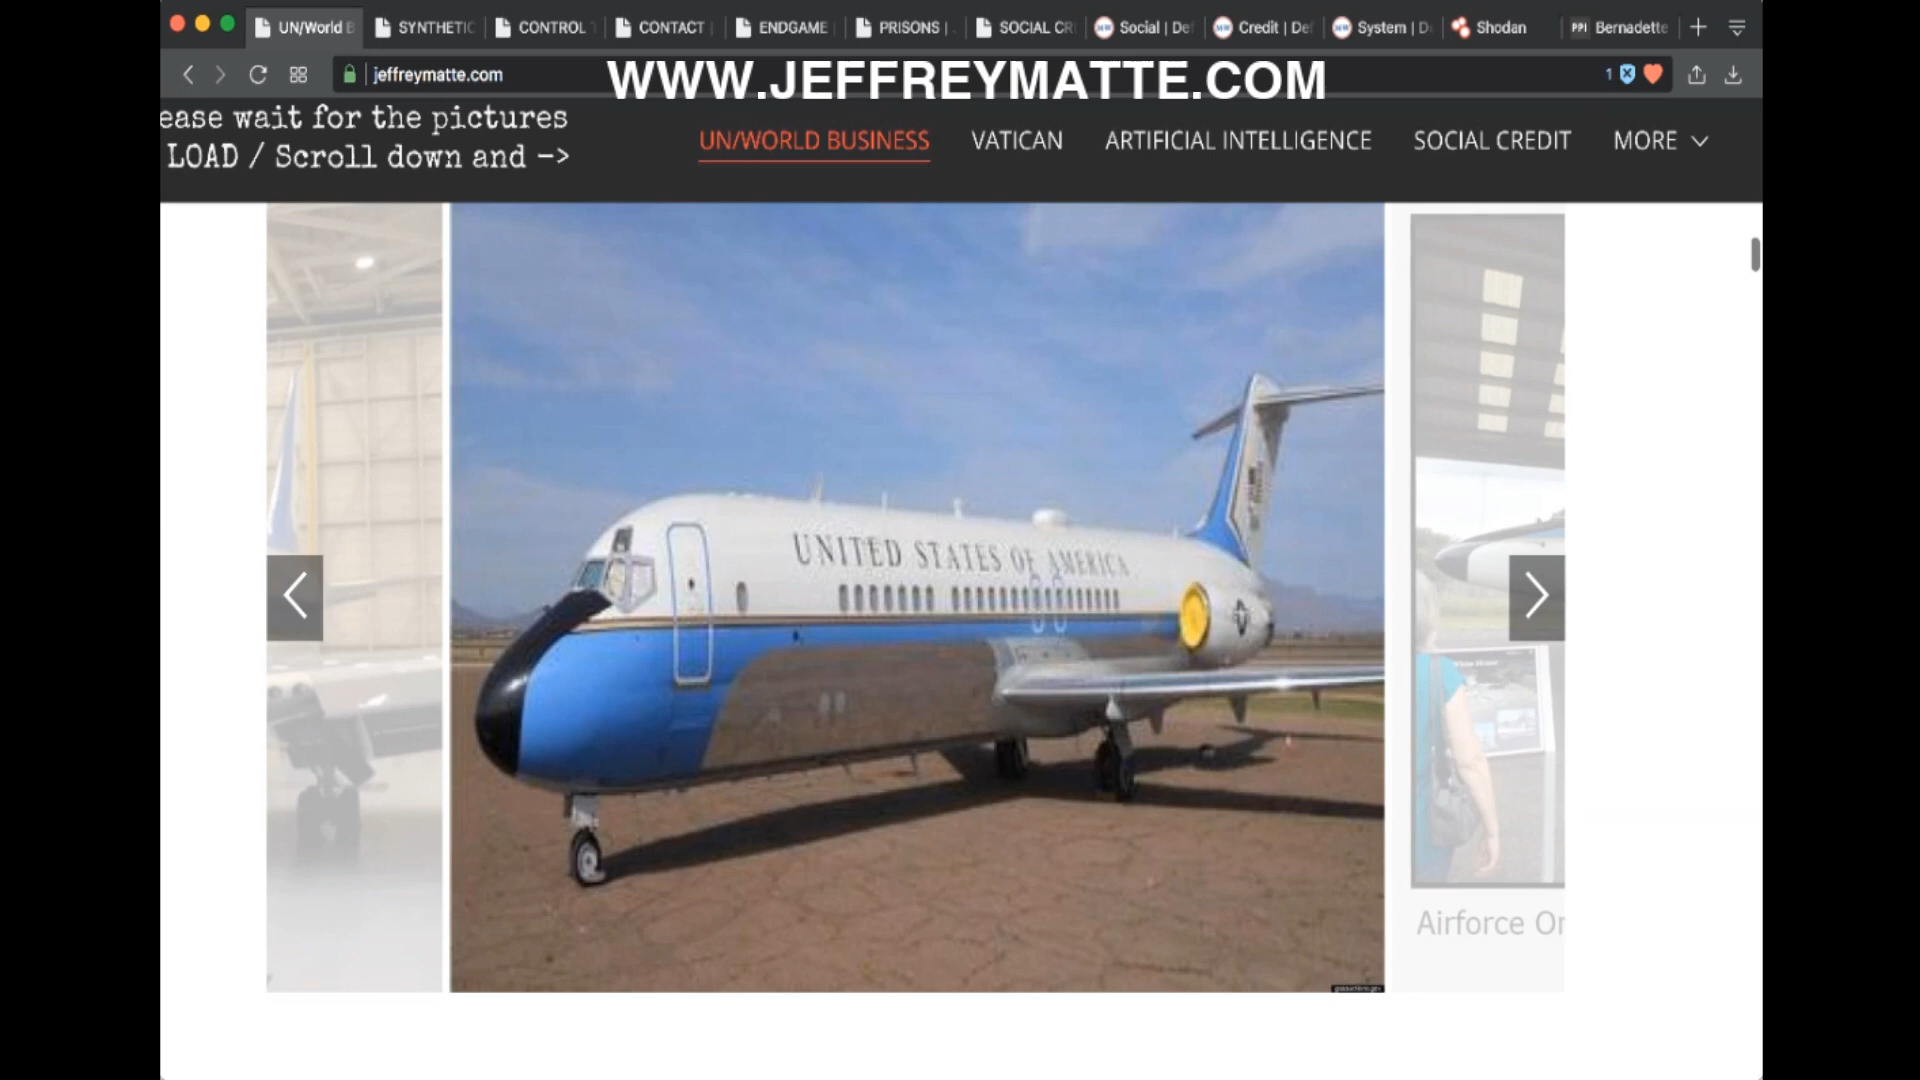 UN/World B
SYNTHETIC
CONTROL T
CONTACT |
ENDGAME |
PRISONS |
SOCIAL CR
Social | De
Credit | De
System | D
Shodan
PPI Bernadette
jeffreymatte.com
WWW.JEFFREYMATTE.COM
1
ease wait for the pictures
LOAD / Scroll down and ->
UN/WORLD BUSINESS
VATICAN
ARTIFICIAL INTELLIGENCE
SOCIAL CREDIT
MORE
UNITED STATES OF AMERICA
Airforce On